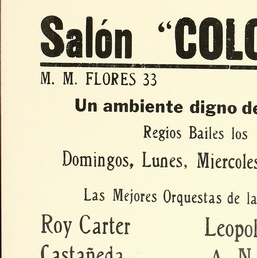 Salón “COLO
M. M. FLORES 33
Un ambiente digno de
Regios Bailes los
Domingos, Lunes, Miercoles
Las Mejores Orquestas de la
Roy Carter Leopol
Castañeda A. N